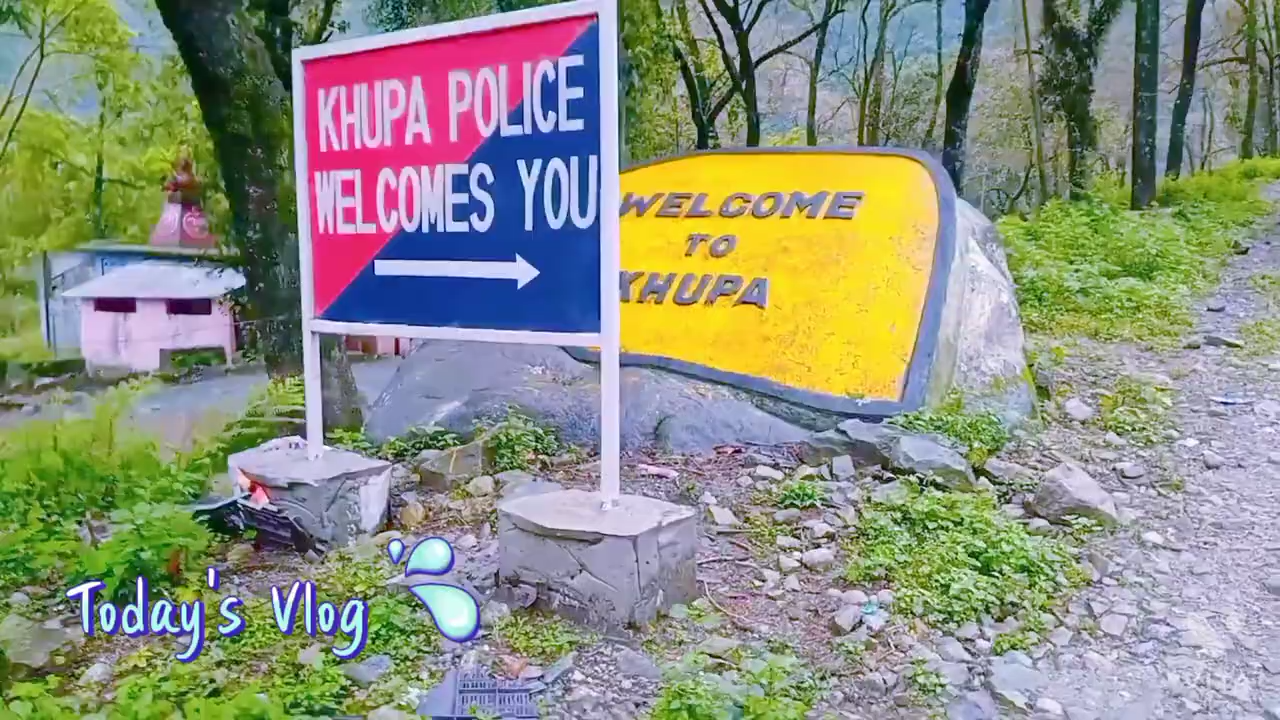 KHUPA POLICE
WELCOMES YOU
WELCOME
TO
KHUPA
Today's Vlog